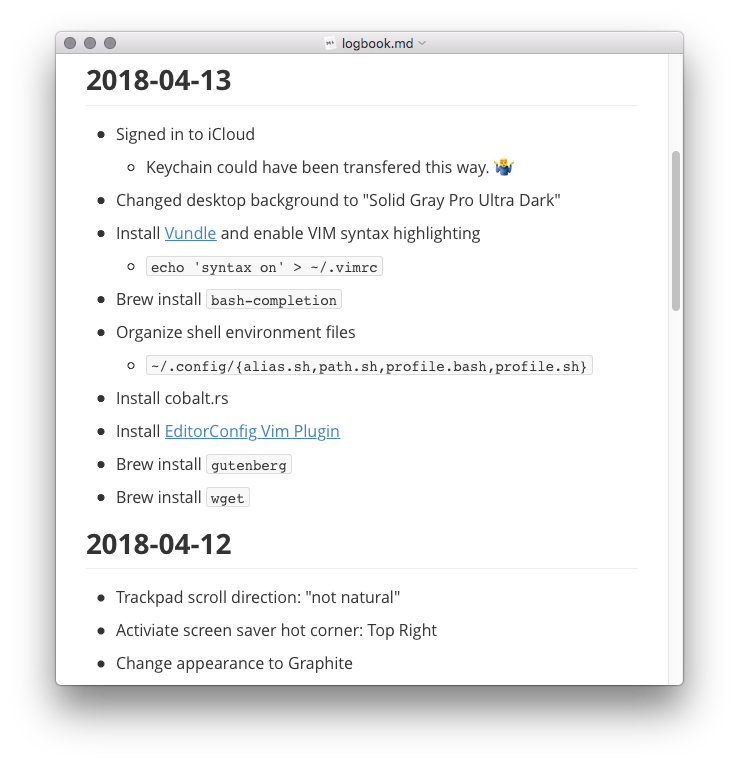 logbook.md
2018-04-13
Signed in to iCloud
Keychain could have been transfered this way. 🤷‍♂️
Changed desktop background to "Solid Gray Pro Ultra Dark"
Install Vundle and enable VIM syntax highlighting
echo 'syntax on' > ~/.vimrc
Brew install bash-completion
Organize shell environment files
~/.config/{alias.sh,path.sh,profile.bash,profile.sh}
Install cobalt.rs
Install EditorConfig Vim Plugin
Brew install gutenberg
Brew install wget
2018-04-12
Trackpad scroll direction: "not natural"
Activiate screen saver hot corner: Top Right
Change appearance to Graphite